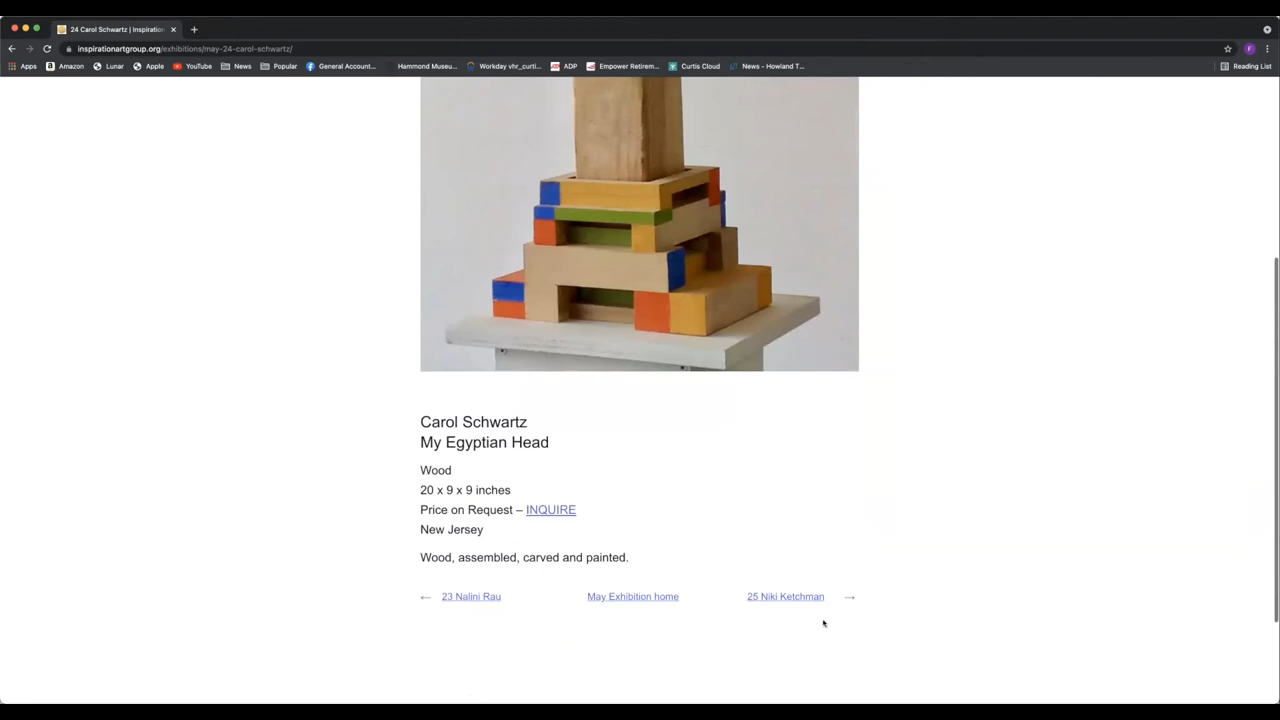 24 Carol Schwartz | Inspiration
inspirationartgroup.org/exhibitions/may-24-carol-schwartz/
F
Apps Amazon Lunar Apple YouTube News Popular General Account... Hammond Museu... Workday vhr_curti... ADP Empower Retirem... Curtis Cloud News - Howland T... Reading List
Carol Schwartz
My Egyptian Head
Wood
20 x 9 x 9 inches
Price on Request – INQUIRE
New Jersey
Wood, assembled, carved and painted.
← 23 Nalini Rau May Exhibition home 25 Niki Ketchman →